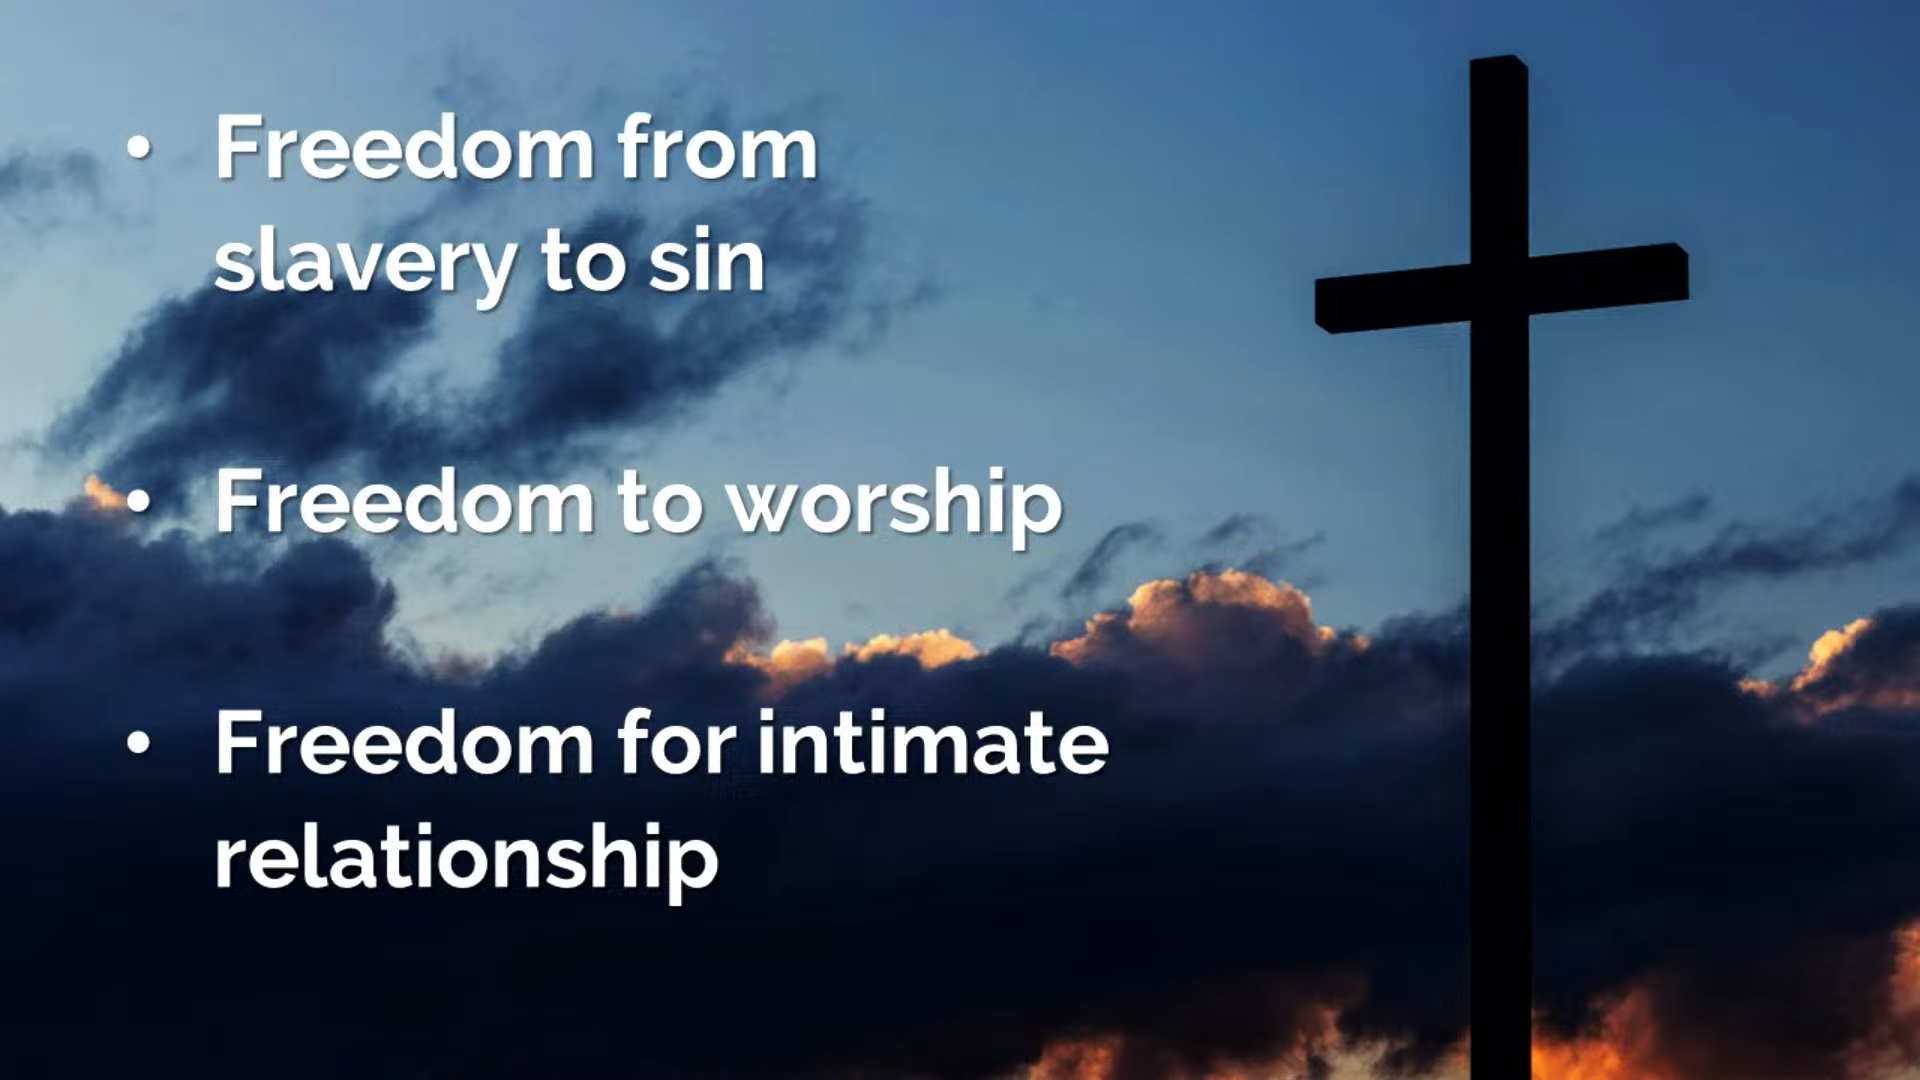 • Freedom from
slavery to sin
• Freedom to worship
• Freedom for intimate
relationship